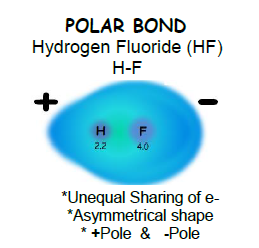 POLAR BOND
Hydrogen Fluoride (HF)
H-F
+ -
H F
2.2 4.0
*Unequal Sharing of e-
*Asymmetrical shape
* +Pole & -Pole